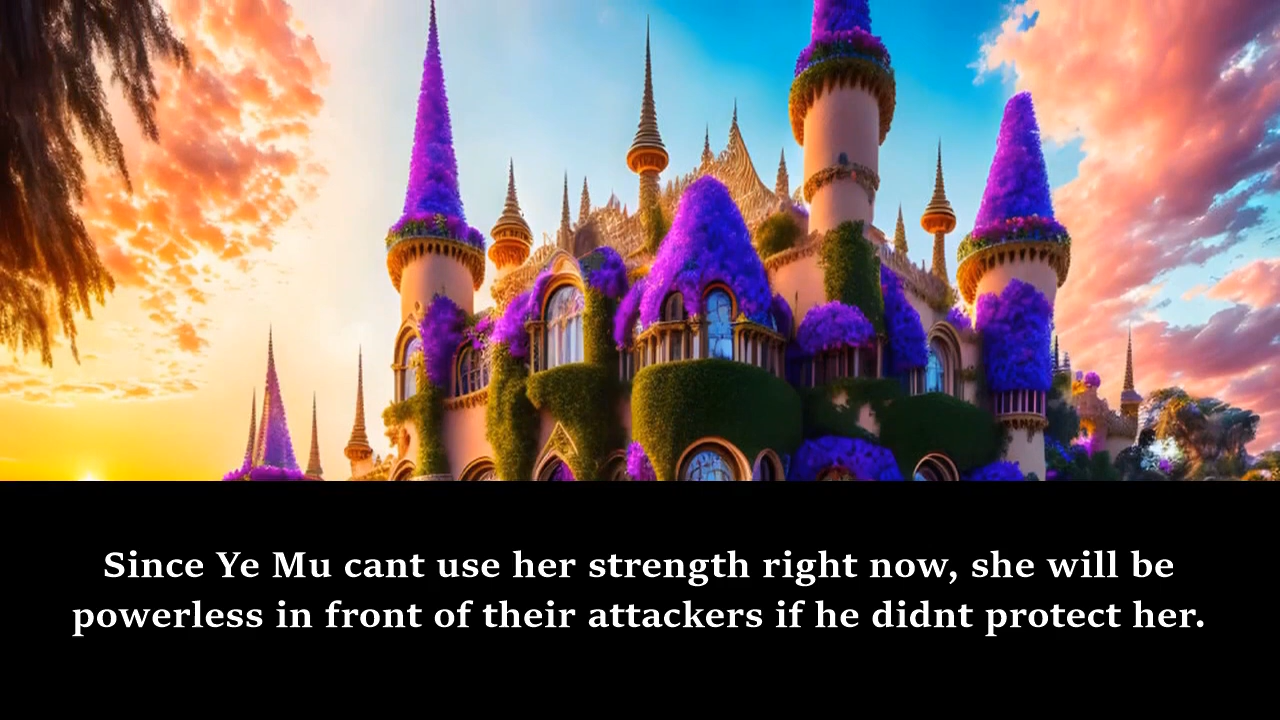 Since Ye Mu cant use her strength right now, she will be
powerless in front of their attackers if he didnt protect her.